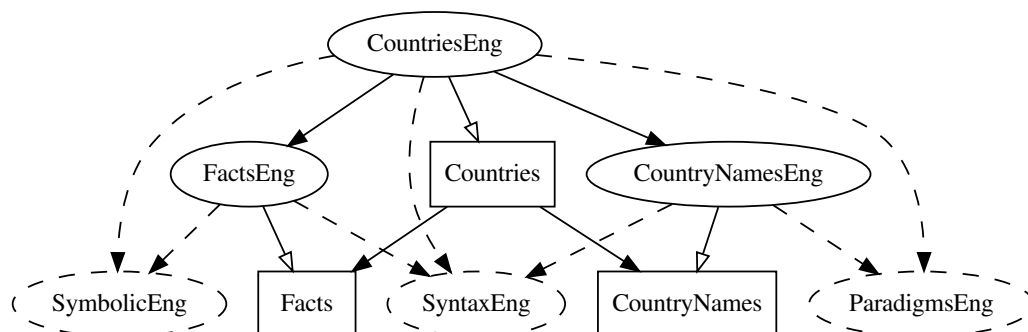 CountriesEng
FactsEng
Countries
CountryNamesEng
SymbolicEng
Facts
SyntaxEng
CountryNames
ParadigmsEng